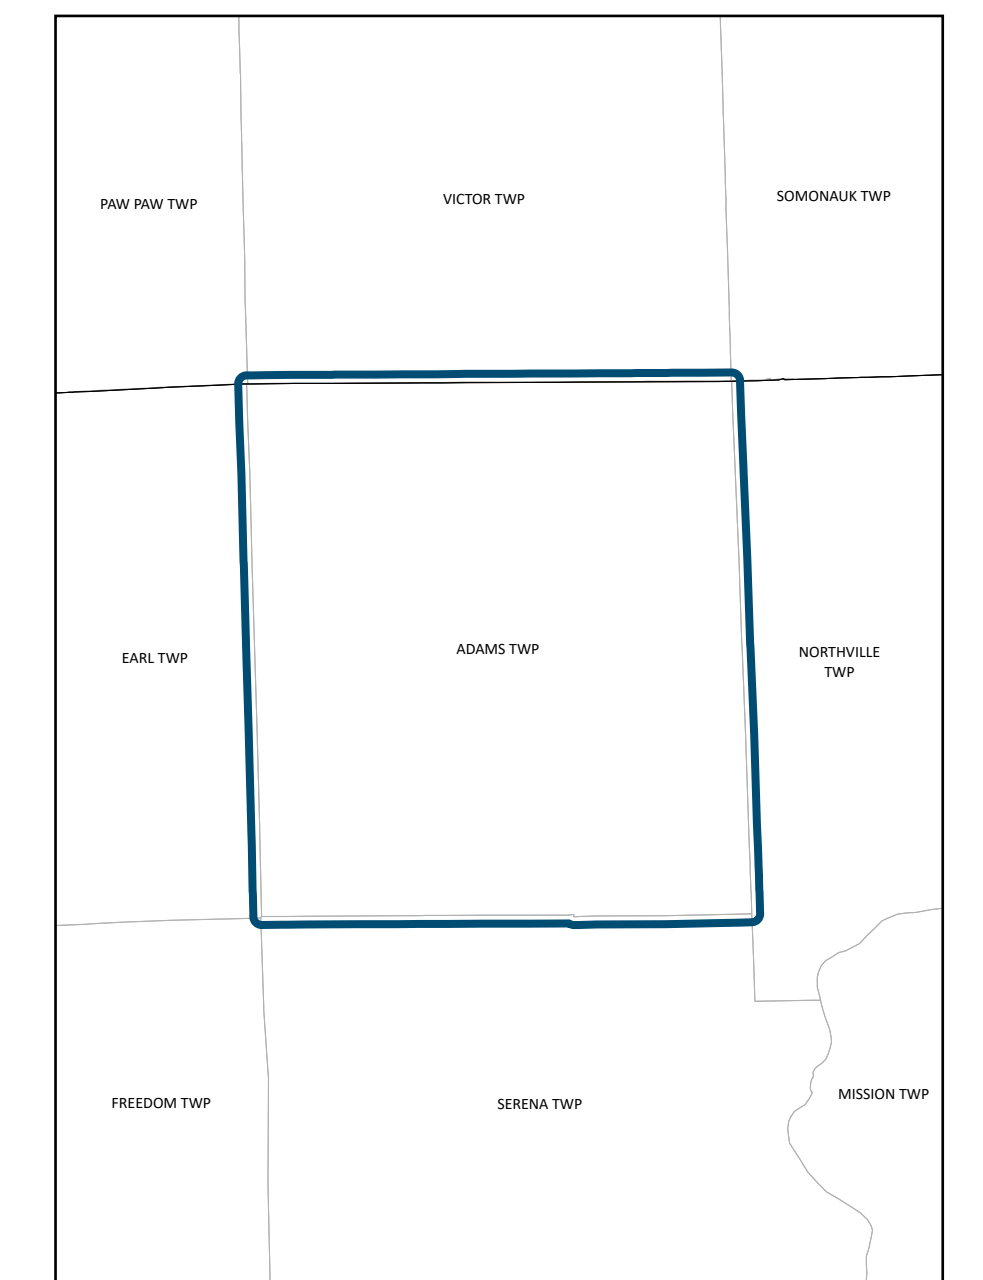 PAW PAW TWP
VICTOR TWP
SOMONAUK TWP
EARL TWP
ADAMS TWP
NORTHVILLE
TWP
FREEDOM TWP
SERENA TWP
MISSION TWP